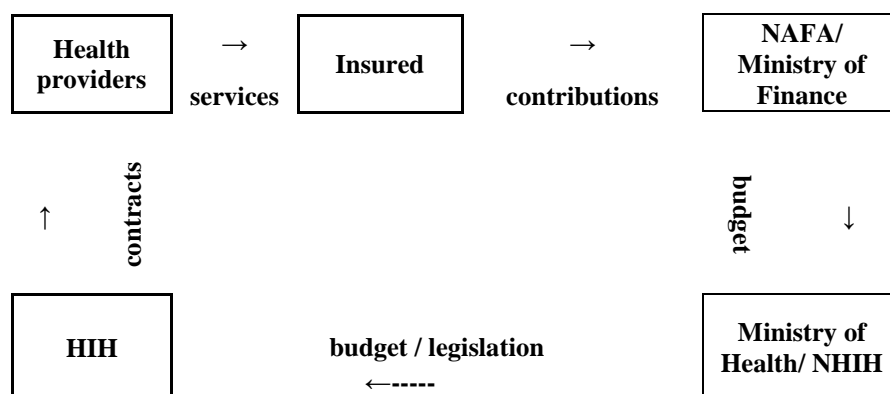 Health
providers
→
services
Insured
→
contributions
NAFA/
Ministry of
Finance
↑
contracts
budget
↓
HIH
budget / legislation
←-----
Ministry of
Health/ NHIH